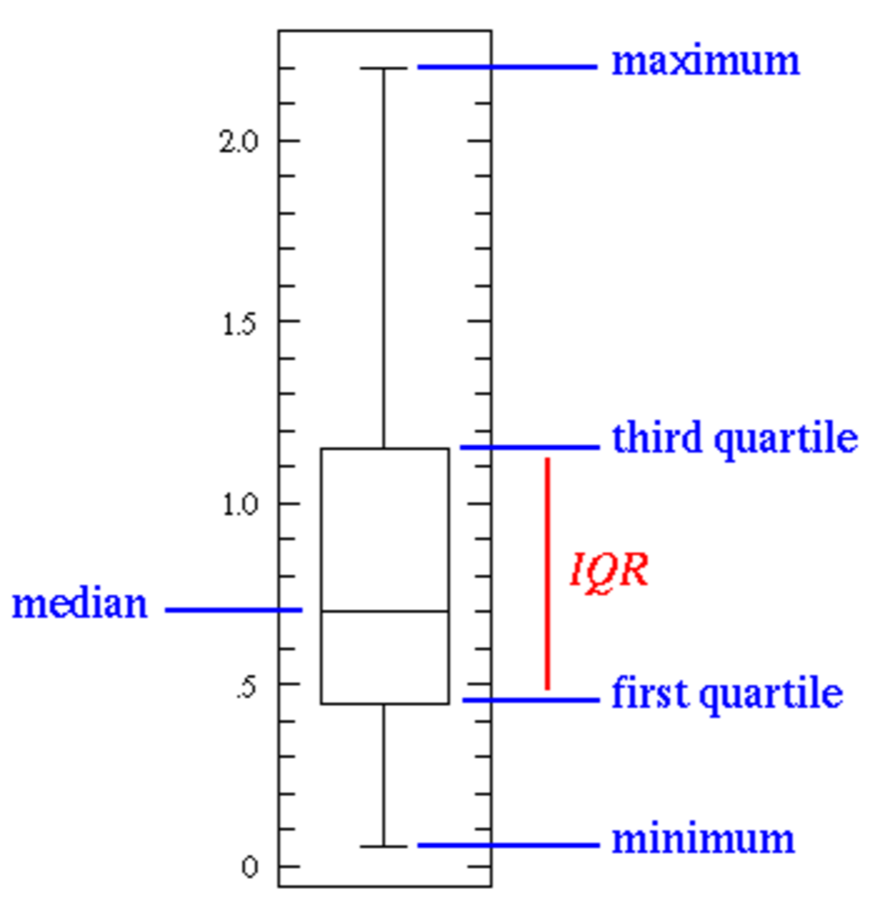 maximum
2.0
1.5
third quartile
1.0
IQR
median
.5
first quartile
minimum
0